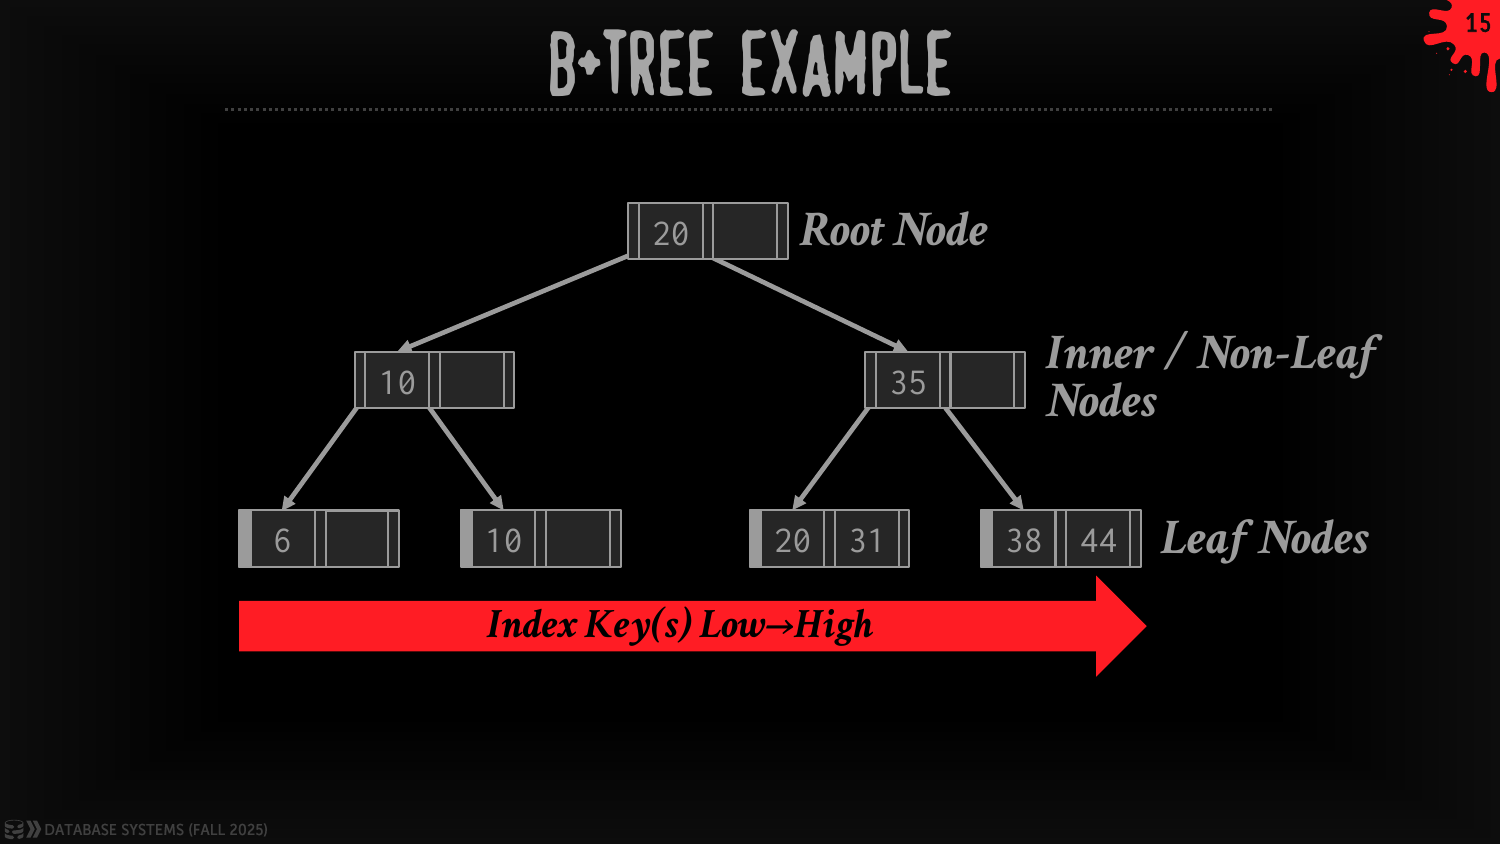 15
B+TREE EXAMPLE
20
Root Node
10
35
Inner / Non-Leaf
Nodes
6
10
20 31
38 44
Leaf Nodes
Index Key(s) Low→High
DATABASE SYSTEMS (FALL 2025)